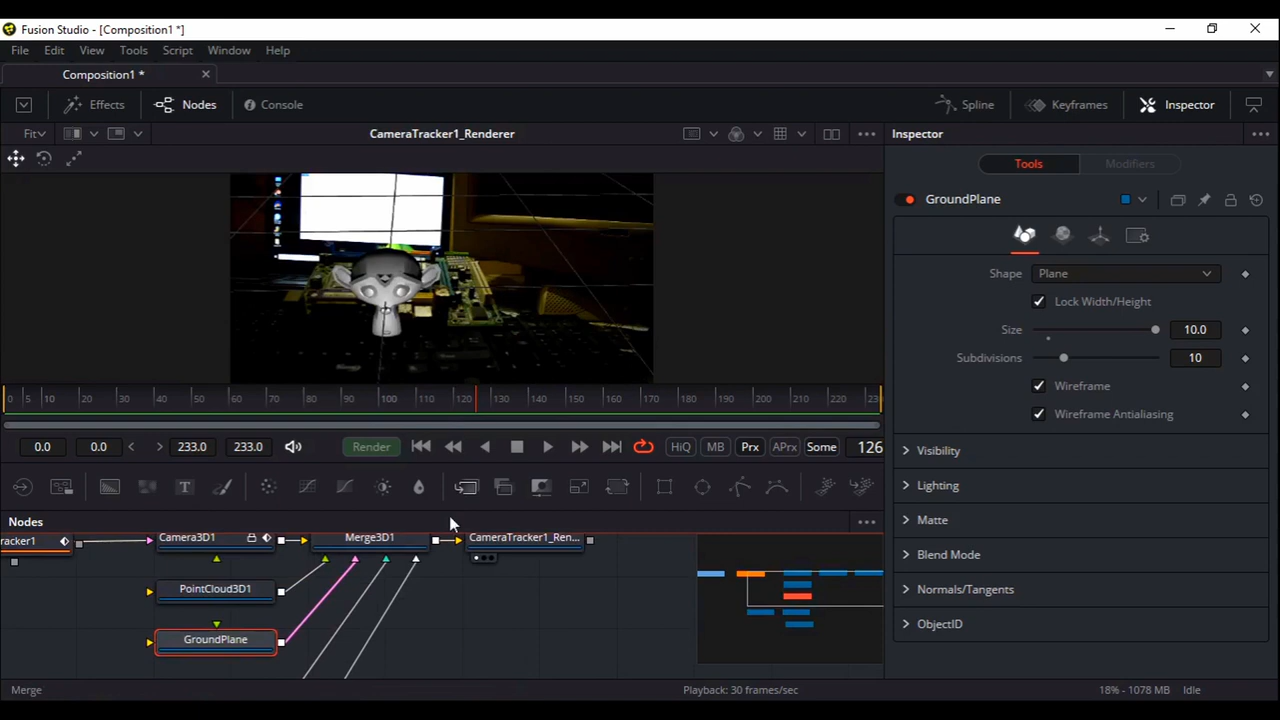 Fusion Studio - [Composition1 *]
File Edit View Tools Script Window Help
Composition1 *
Effects Nodes Console Spline Keyframes Inspector
Fit CameraTracker1_Renderer Inspector
Tools Modifiers
GroundPlane
Shape Plane
Lock Width/Height
Size 10.0
Subdivisions 10
Wireframe
Wireframe Antialiasing
0 5 10 20 30 40 50 60 70 80 90 100 110 120 130 140 150 160 170 180 190 200 210 220 230
0.0 0.0 < > 233.0 233.0 Render HiQ MB Prx APrx Some 126
Visibility
Lighting
Matte
Blend Mode
Normals/Tangents
ObjectID
T
Nodes
racker1 Camera3D1 Merge3D1 CameraTracker1_Ren...
PointCloud3D1
GroundPlane
Merge Playback: 30 frames/sec 18% - 1078 MB Idle